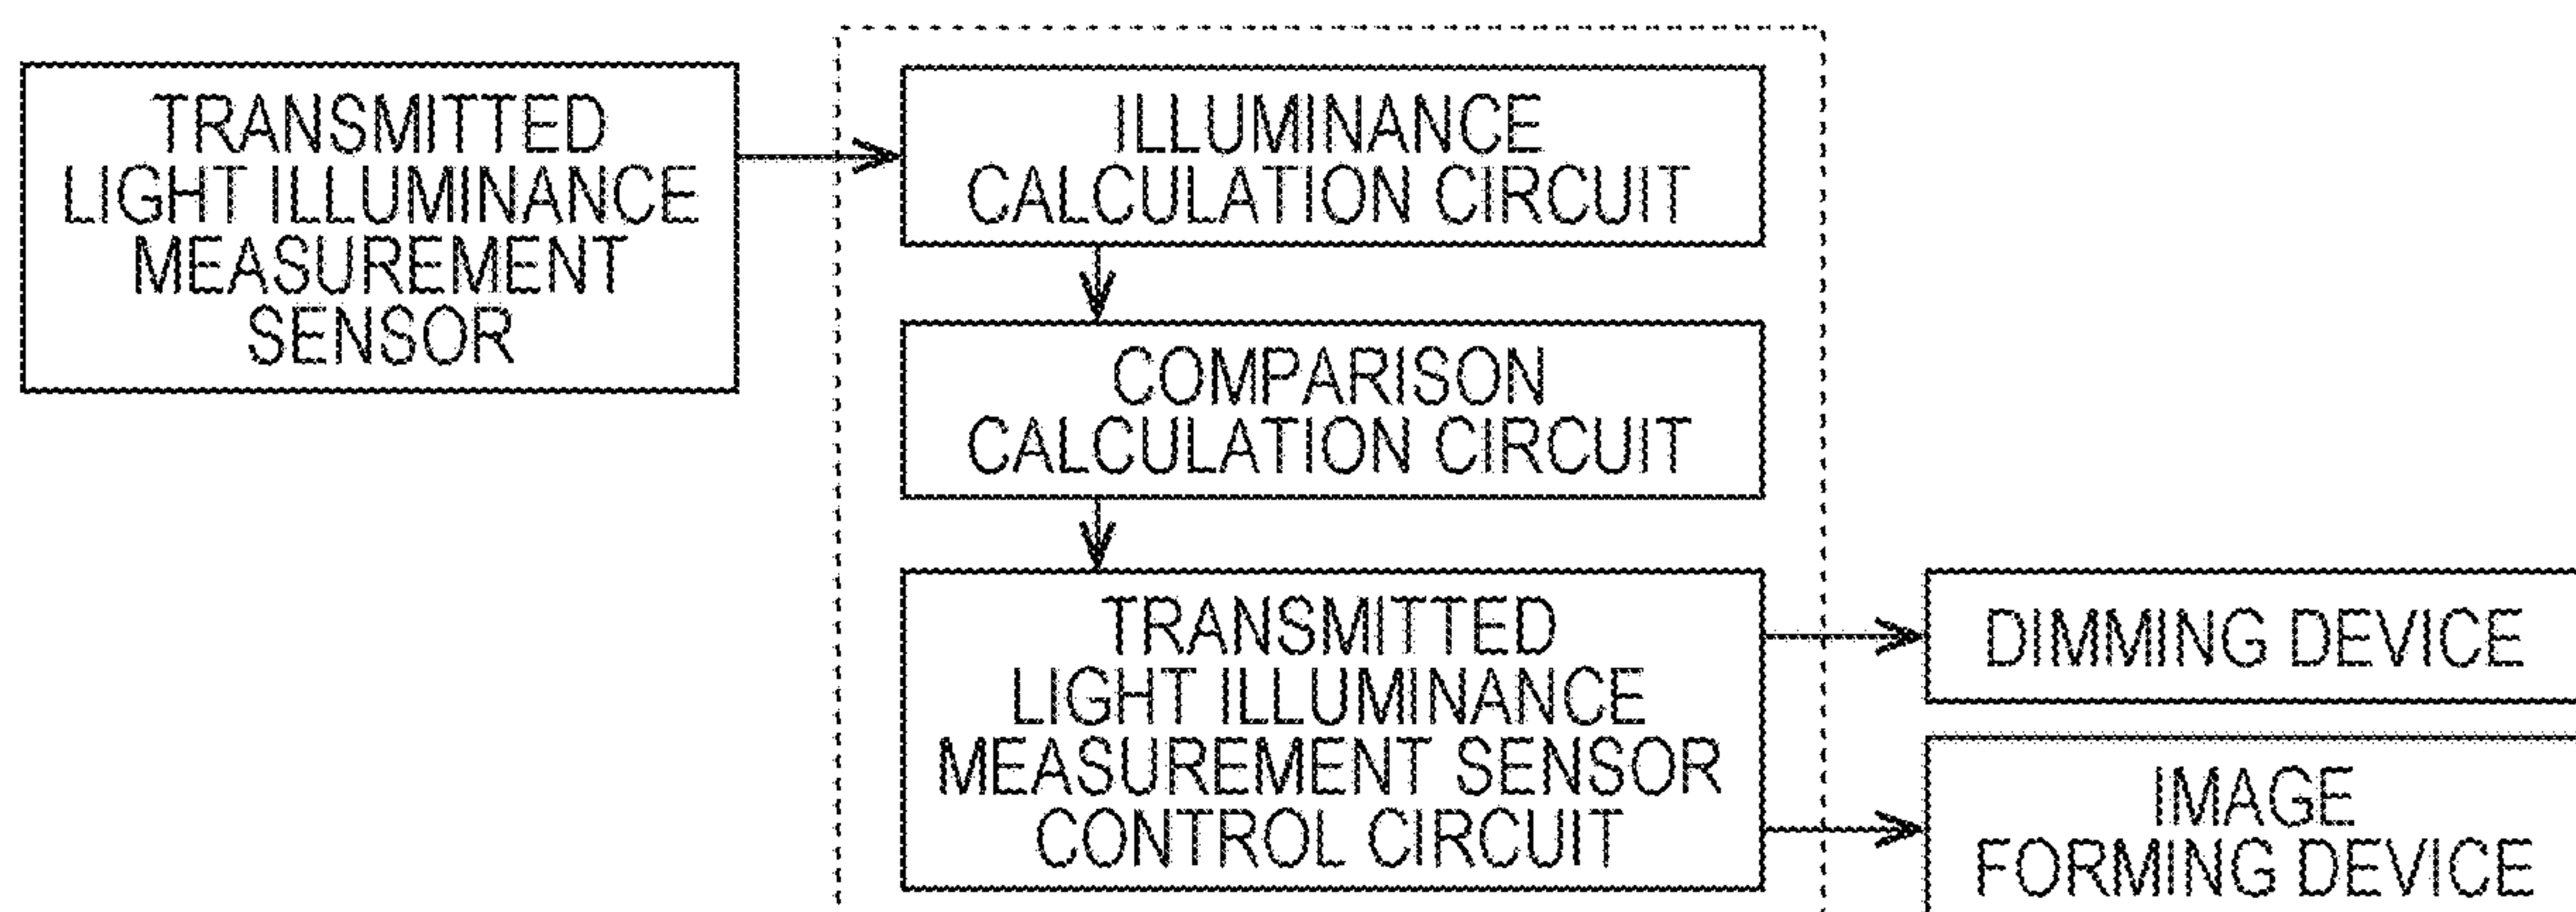 TRANSMITTED
LIGHT ILLUMINANCE
MEASUREMENT
SENSOR
ILLUMINANCE
CALCULATION CIRCUIT
COMPARISON
CALCULATION CIRCUIT
TRANSMITTED
LIGHT ILLUMINANCE
MEASUREMENT SENSOR
CONTROL CIRCUIT
DIMMING DEVICE
IMAGE
FORMING DEVICE